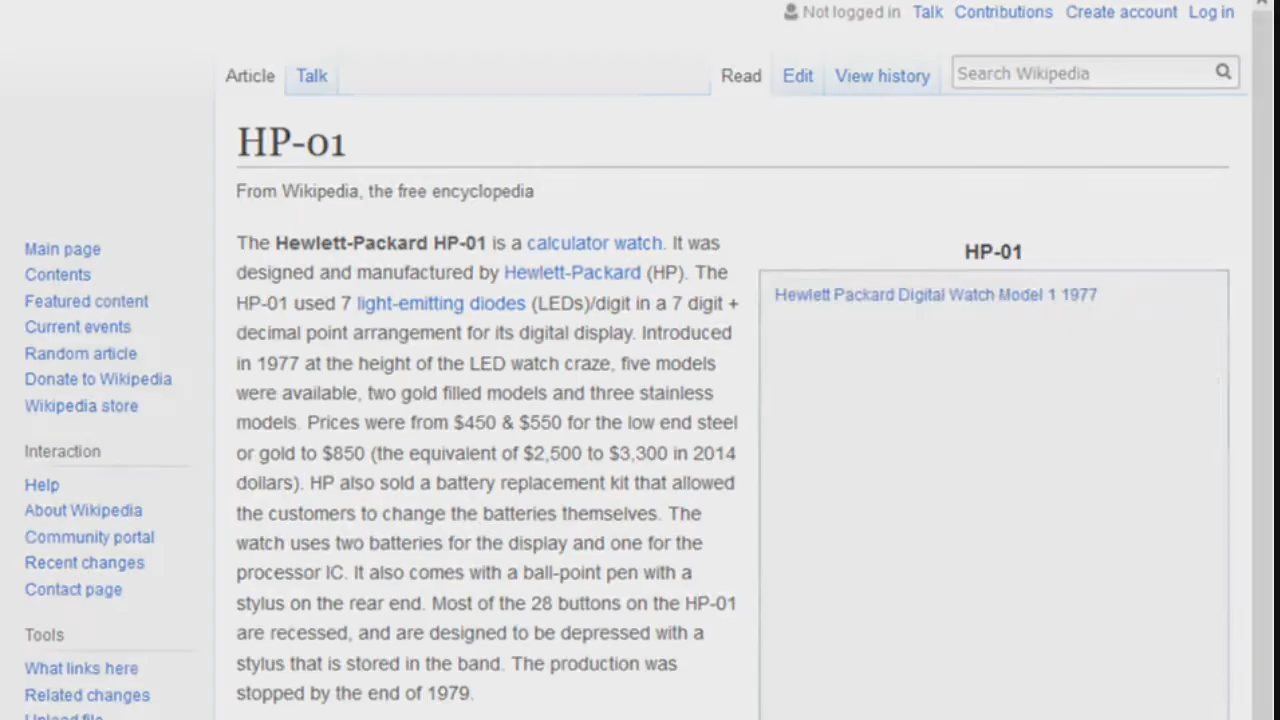 Not logged in Talk Contributions Create account Log in
Article Talk Read Edit View history Search Wikipedia
HP-01
From Wikipedia, the free encyclopedia
The Hewlett-Packard HP-01 is a calculator watch. It was
designed and manufactured by Hewlett-Packard (HP). The
HP-01 used 7 light-emitting diodes (LEDs)/digit in a 7 digit +
decimal point arrangement for its digital display. Introduced
in 1977 at the height of the LED watch craze, five models
were available, two gold filled models and three stainless
models. Prices were from $450 & $550 for the low end steel
or gold to $850 (the equivalent of $2,500 to $3,300 in 2014
dollars). HP also sold a battery replacement kit that allowed
the customers to change the batteries themselves. The
watch uses two batteries for the display and one for the
processor IC. It also comes with a ball-point pen with a
stylus on the rear end. Most of the 28 buttons on the HP-01
are recessed, and are designed to be depressed with a
stylus that is stored in the band. The production was
stopped by the end of 1979.
HP-01
Hewlett Packard Digital Watch Model 1 1977
Main page
Contents
Featured content
Current events
Random article
Donate to Wikipedia
Wikipedia store
Interaction
Help
About Wikipedia
Community portal
Recent changes
Contact page
Tools
What links here
Related changes
Upload file